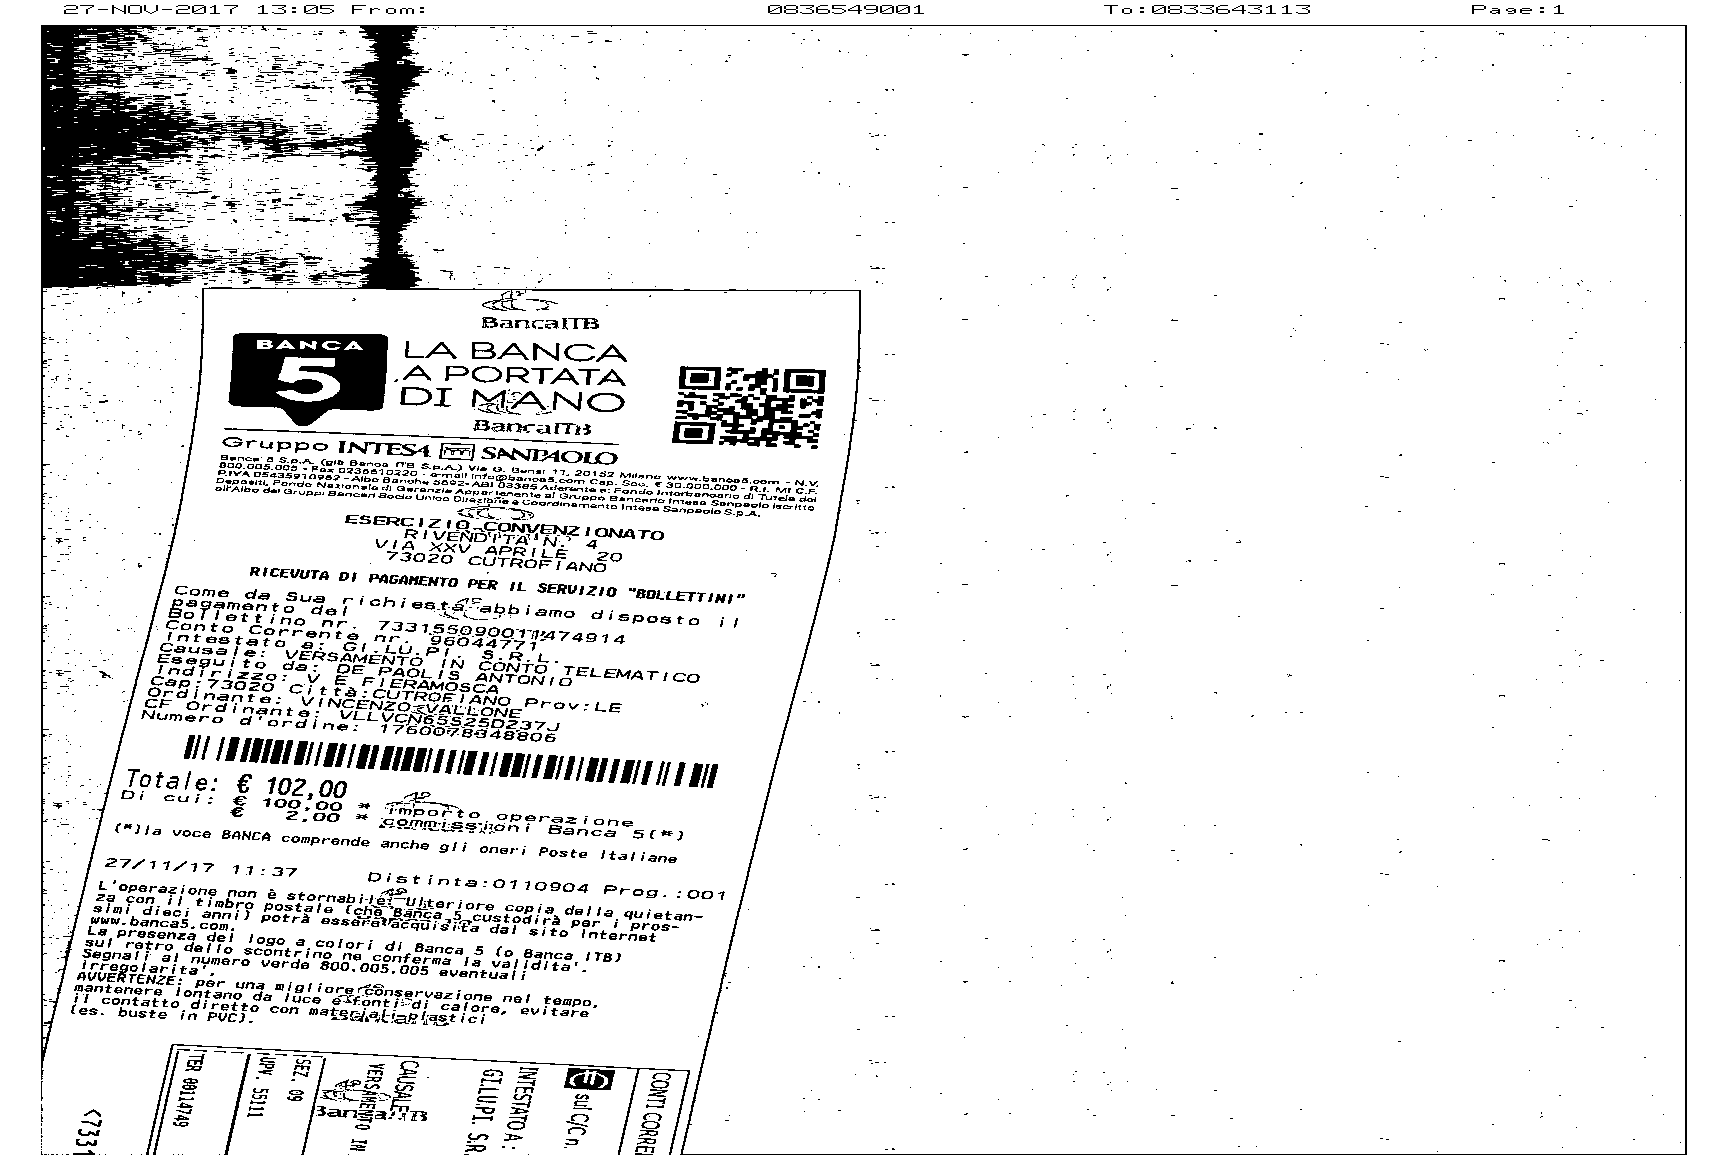 27-NOV-2017 13:05 From: 0836549001 To:0833643113 Page:1
BancaITB
BANCA
5
LA BANCA
A PORTATA
DI MANO
BancaITB
Gruppo INTESA SANPAOLO
Banca 5 S.p.A. (già Banca ITB S.p.A.) Via G. Bensi 17, 20152 Milano www.banca5.com - N.V.
800.005.005 - Fax 0236610220 - e-mail info@banca5.com Cap. Soc. € 30.000.000 - R.I. MI C.F.
P.IVA 05435910962 - Albo Banche 5692- ABI 03385 Aderente a: Fondo Interbancario di Tutela dei
Depositi, Fondo Nazionale di Garanzia Appartenente al Gruppo Bancario Intesa Sanpaolo iscritto
all'Albo dei Gruppi Bancari Socio Unico Direzione e Coordinamento Intesa Sanpaolo S.p.A.
ESERCIZIO CONVENZIONATO
RIVENDITA N. 4
VIA XXV APRILE 20
73020 CUTROFIANO
RICEVUTA DI PAGAMENTO PER IL SERVIZIO "BOLLETTINI"
Come da Sua richiesta abbiamo disposto il
pagamento del
Bollettino nr. 733155090011474914
Conto Corrente nr. 96044771
Intestato a: GI.LU.PI. S.R.L.
Causale: VERSAMENTO IN CONTO TELEMATICO
Eseguito da: DE PAOLIS ANTONIO
Indirizzo: V E FIERAMOSCA
Cap:73020 Città:CUTROFIANO Prov:LE
Ordinante: VINCENZO VALLONE
CF Ordinante: VLLVCN65S25D237J
Numero d'ordine: 1760078348806
Totale: € 102,00
Di cui: € 100,00 * importo operazione
€ 2,00 * commissioni Banca 5(*)
(*)la voce BANCA comprende anche gli oneri Poste Italiane
27/11/17 11:37 Distinta:0110904 Prog.:001
L'operazione non è stornabile. Ulteriore copia della quietan-
za con il timbro postale (che Banca 5 custodirà per i pros-
simi dieci anni) potrà essere acquisita dal sito internet
www.banca5.com.
La presenza del logo a colori di Banca 5 (o Banca ITB)
sul retro dello scontrino ne conferma la validita'.
Segnali al numero verde 800.005.005 eventuali
irregolarita'.
AVVERTENZE: per una migliore conservazione nel tempo,
mantenere lontano da luce e fonti di calore, evitare
il contatto diretto con materiali plastici
(es. buste in PVC).
CONTI CORRE
sul C/C n.
INTESTATO A:
GI.LU.PI. S.R
CAUSALE
VERSAMENTO IN
BancaITB
SEZ. 09
UPV. 55111
TER 00114749
<7331